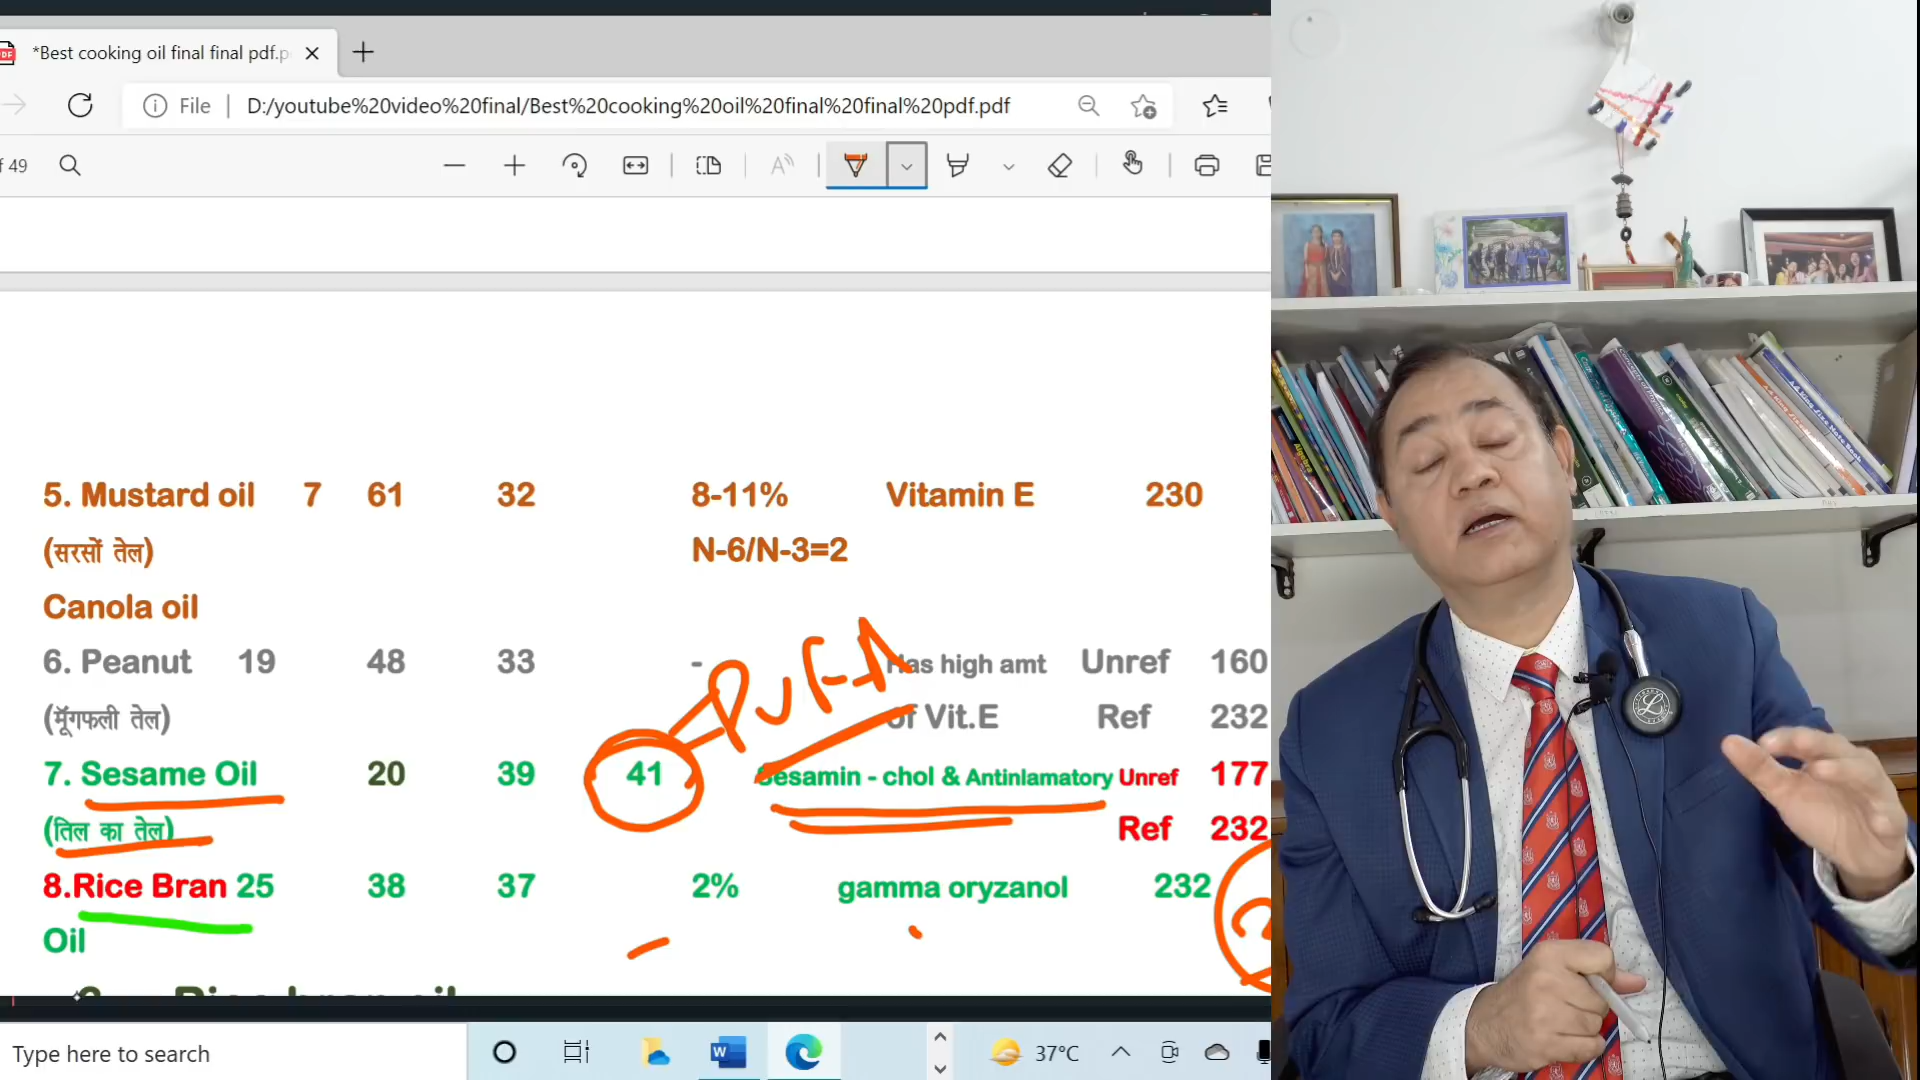 *Best cooking oil final final pdf.p
File D:/youtube%20video%20final/Best%20cooking%20oil%20final%20final%20pdf.pdf
f 49
5. Mustard oil 7 61 32 8-11% Vitamin E 230
(सरसों तेल) N-6/N-3=2
Canola oil
6. Peanut 19 48 33 - Has high amt Unref 160
(मूँगफली तेल) of Vit.E Ref 232
PUFA
7. Sesame Oil 20 39 41 Sesamin - chol & Antinlamatory Unref 177
(तिल का तेल) Ref 232
8.Rice Bran 25 38 37 2% gamma oryzanol 232
Oil
Rice bran oil
Type here to search
37°C